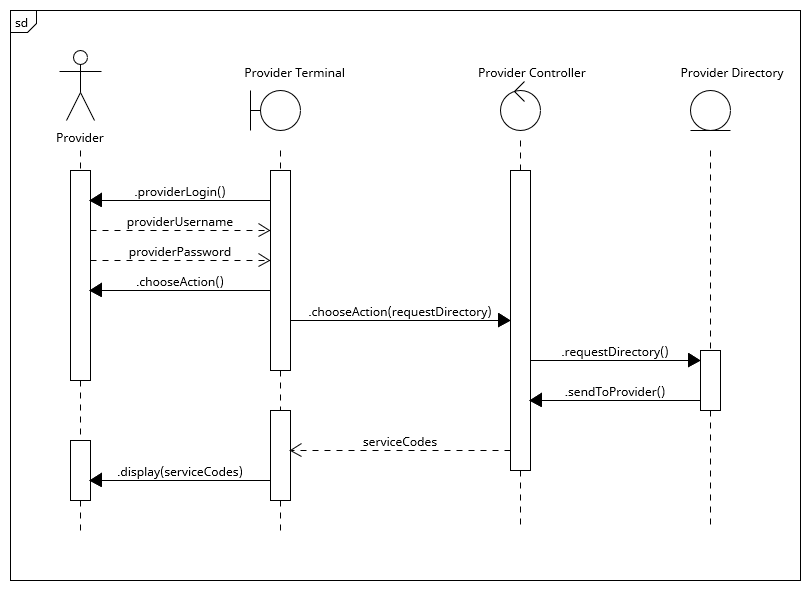 sd
Provider Terminal
Provider Controller
Provider Directory
Provider
.providerLogin()
providerUsername
providerPassword
.chooseAction()
.chooseAction(requestDirectory)
.requestDirectory()
.sendToProvider()
serviceCodes
.display(serviceCodes)